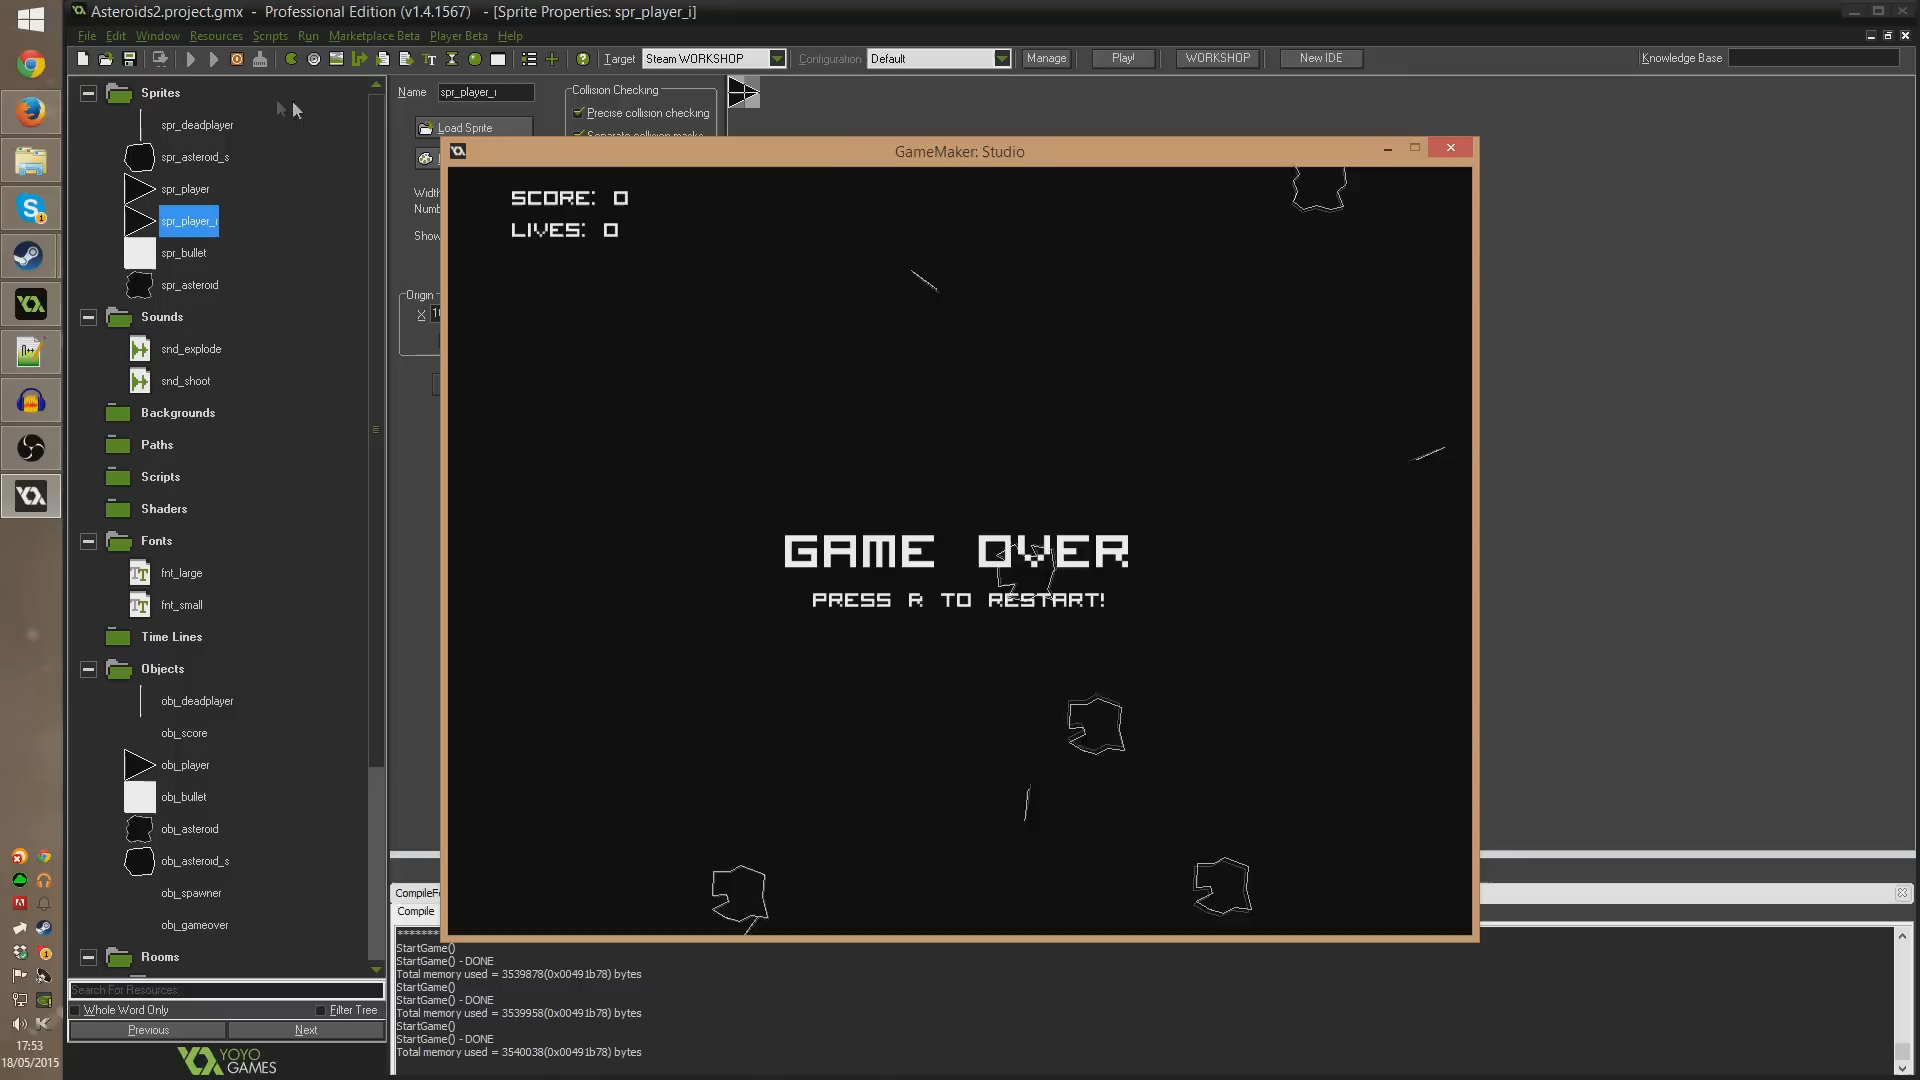 Asteroids2.project.gmx - Professional Edition (v1.4.1567) - [Sprite Properties: spr_player_i]
File Edit Window Resources Scripts Run Marketplace Beta Player Beta Help
Target Steam WORKSHOP Configuration Default Manage Play! WORKSHOP New IDE Knowledge Base
Sprites
spr_deadplayer
spr_asteroid_s
spr_player
spr_player_i
spr_bullet
spr_asteroid
Sounds
snd_explode
snd_shoot
Backgrounds
Paths
Scripts
Shaders
Fonts
fnt_large
fnt_small
Time Lines
Objects
obj_deadplayer
obj_score
obj_player
obj_bullet
obj_asteroid
obj_asteroid_s
obj_spawner
obj_gameover
Rooms
Search For Resources
Whole Word Only Filter Tree
Previous Next
YOYO
GAMES
Name spr_player_i
Load Sprite
Collision Checking
Precise collision checking
Separate collision masks
Origin
X
GameMaker: Studio
SCORE: 0
LIVES: 0
GAME OVER
PRESS R TO RESTART!
Compile
StartGame()
StartGame() - DONE
Total memory used = 3539878(0x00491b78) bytes
StartGame()
StartGame() - DONE
Total memory used = 3539958(0x00491b78) bytes
StartGame()
StartGame() - DONE
Total memory used = 3540038(0x00491b78) bytes
17:53
18/05/2015